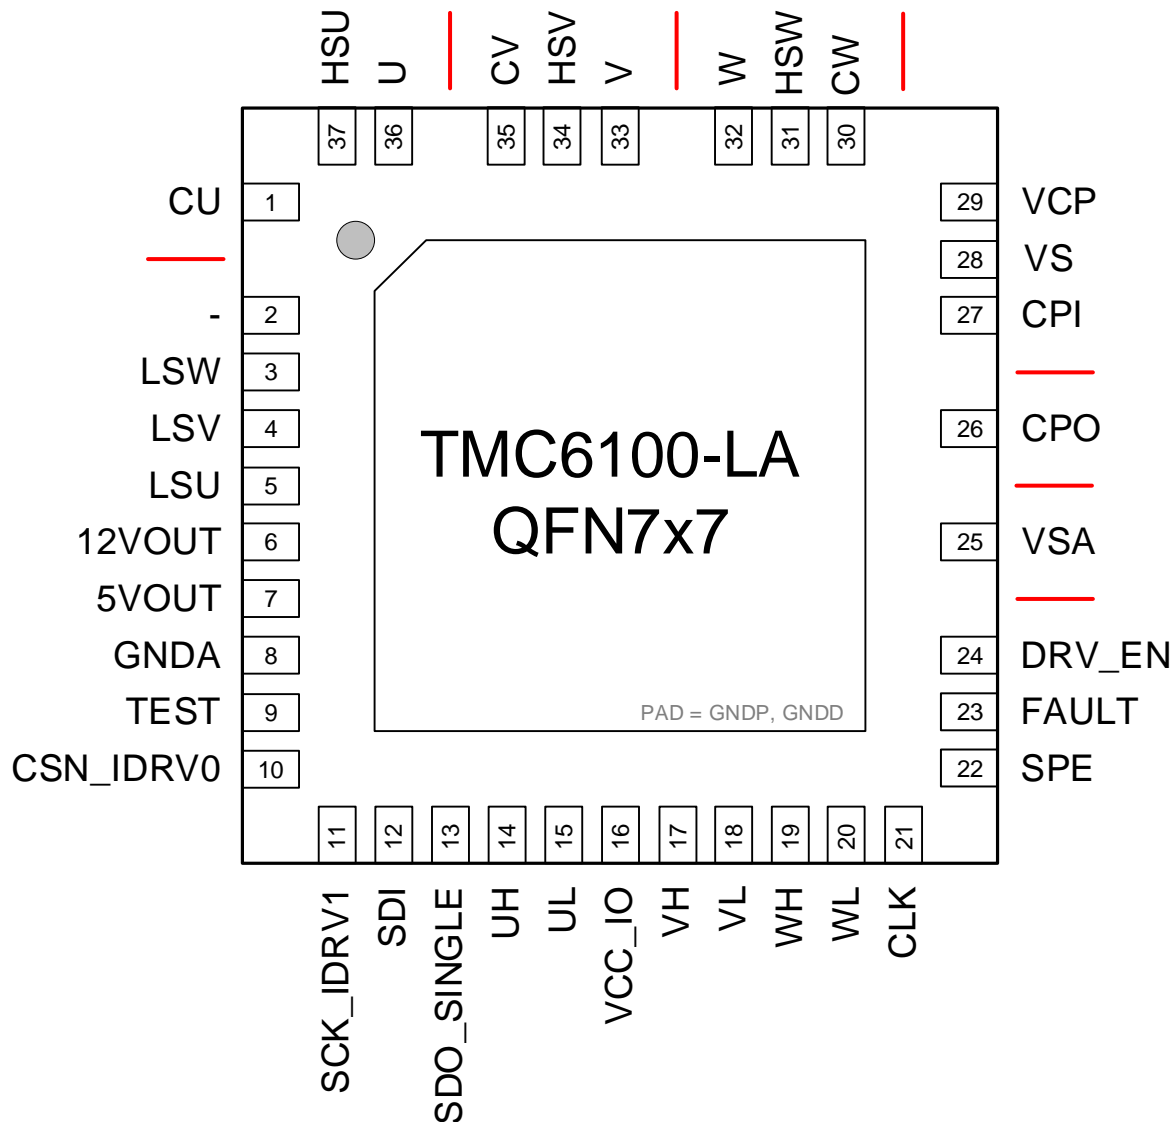 HSU
U
CV
HSV
V
W
HSW
CW
37
36
35
34
33
32
31
30
CU 1
29 VCP
28 VS
- 2
27 CPI
LSW 3
LSV 4
26 CPO
LSU 5
12VOUT 6
25 VSA
5VOUT 7
GNDA 8
24 DRV_EN
TEST 9
23 FAULT
CSN_IDRV0 10
22 SPE
TMC6100-LA
QFN7x7
PAD = GNDP, GNDD
11
12
13
14
15
16
17
18
19
20
21
SCK_IDRV1
SDI
SDO_SINGLE
UH
UL
VCC_IO
VH
VL
WH
WL
CLK